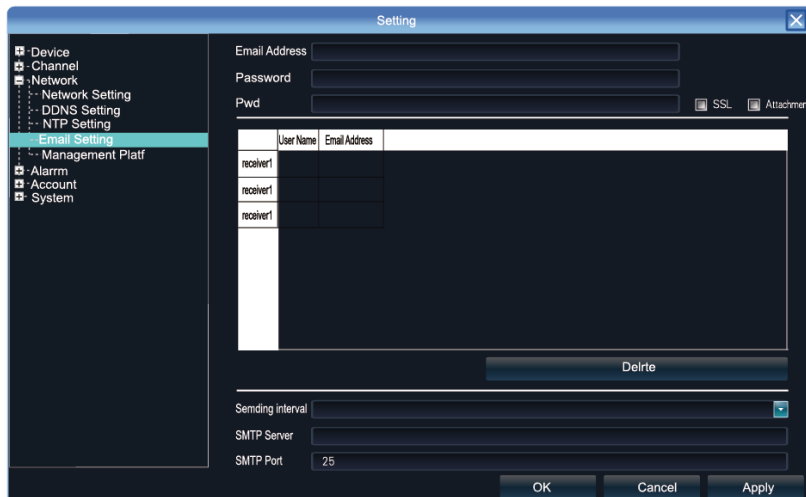 Setting
Device
Channel
Network
Network Setting
DDNS Setting
NTP Setting
Email Setting
Management Platf
Alarrm
Account
System
Email Address
Password
Pwd
SSL
Attachmer
User Name Email Address
receiver1
receiver1
receiver1
Delrte
Semding interval
SMTP Server
SMTP Port 25
OK Cancel Apply